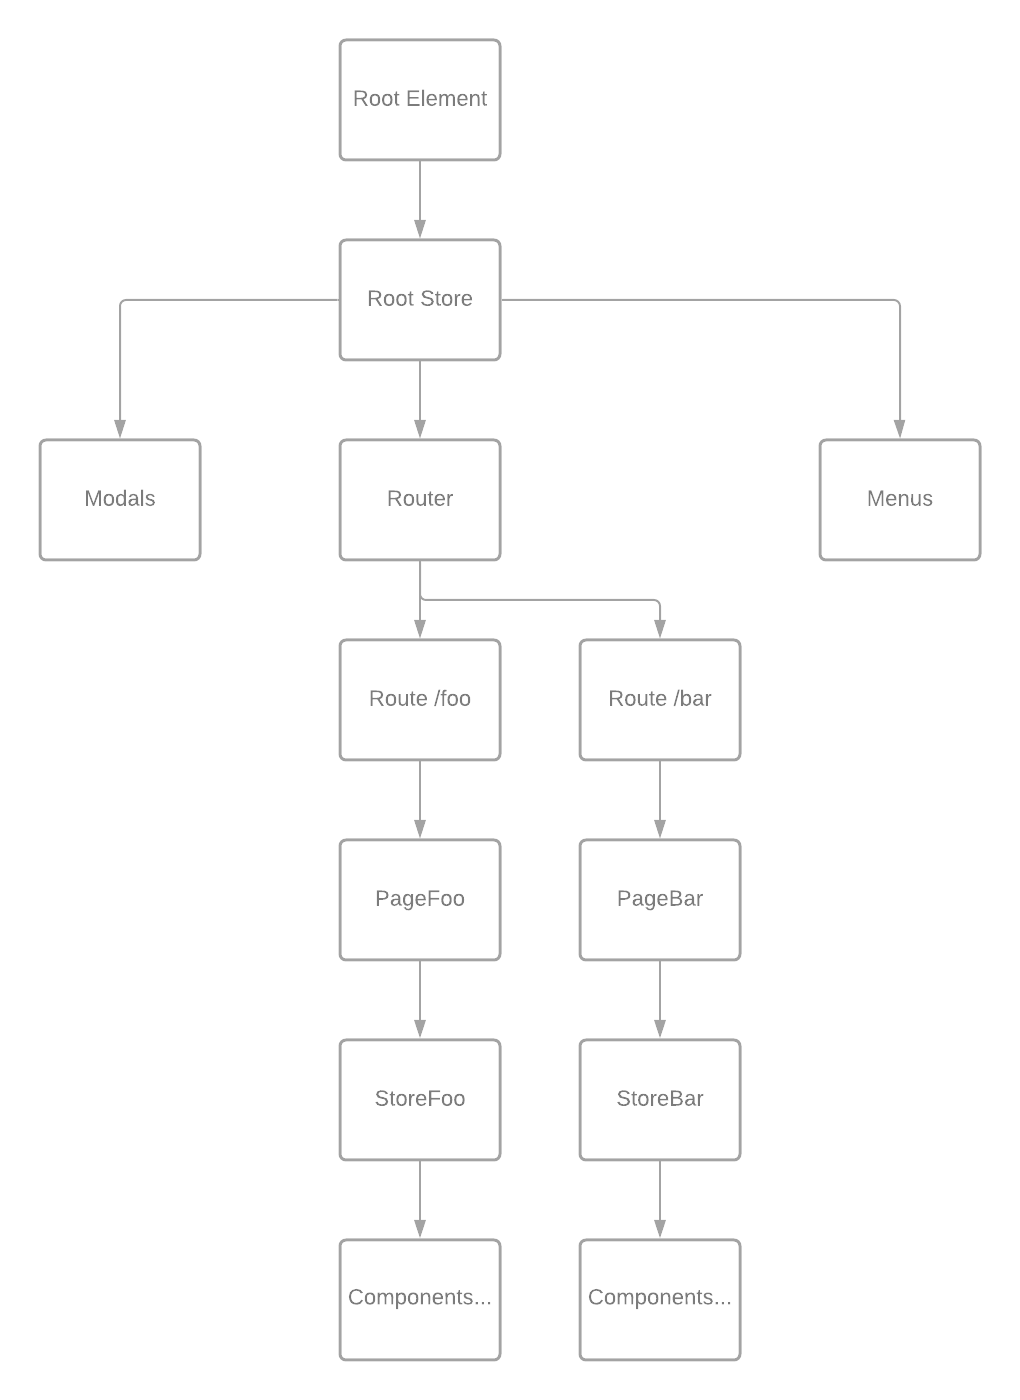 Root Element
Root Store
Modals
Router
Menus
Route /foo
Route /bar
PageFoo
PageBar
StoreFoo
StoreBar
Components...
Components...